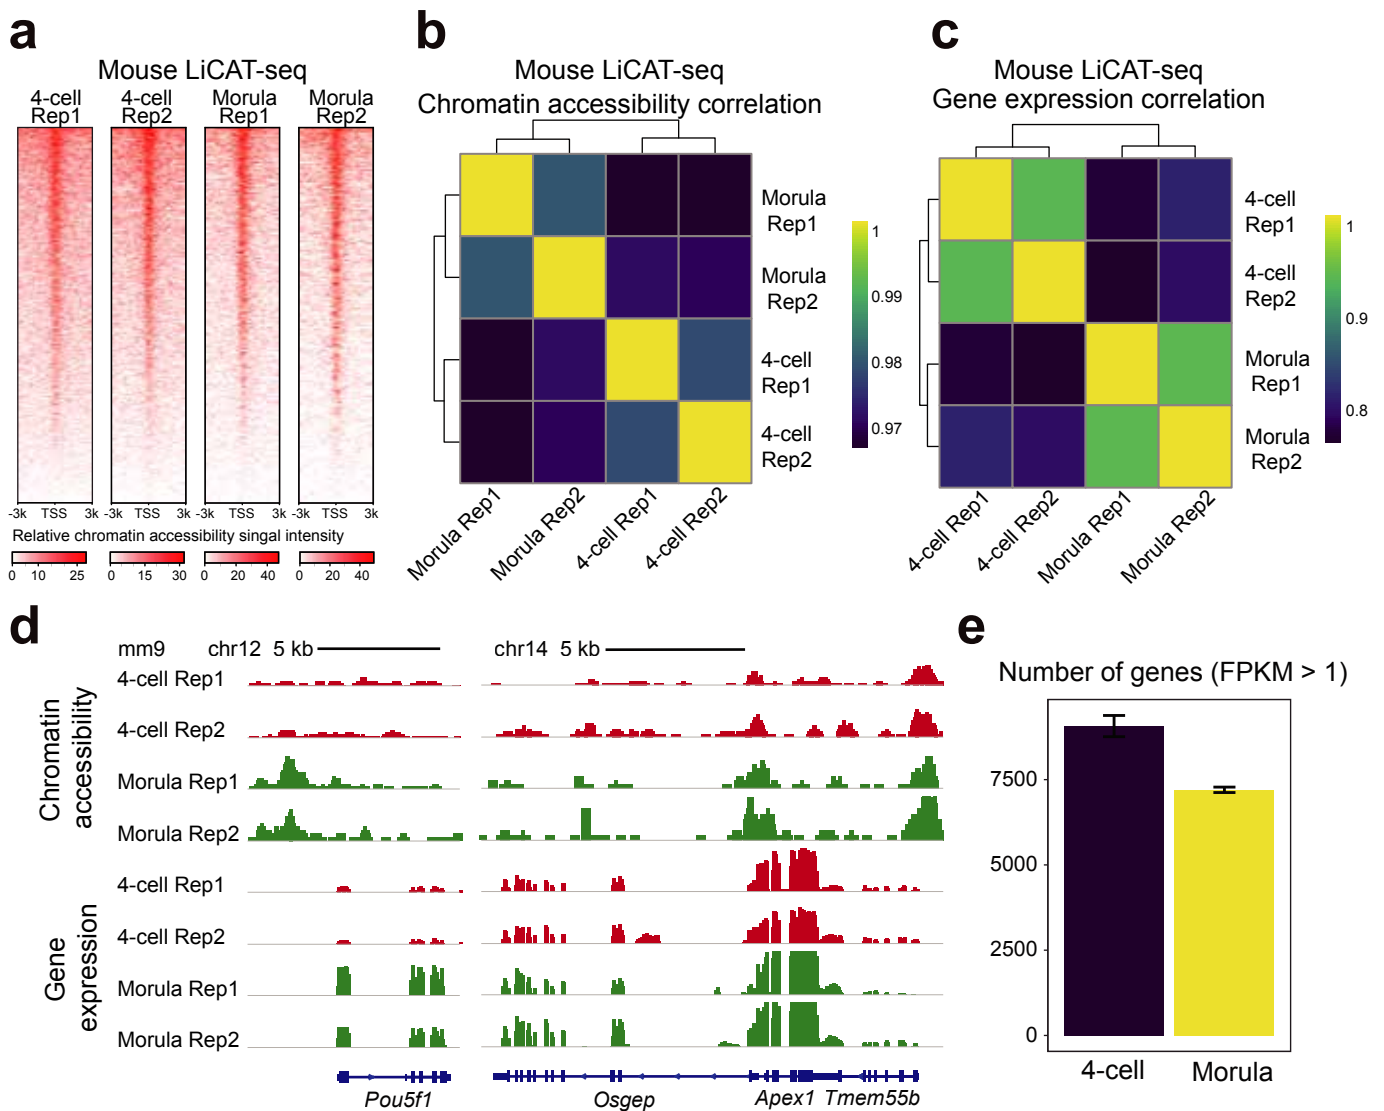 a
Mouse LiCAT-seq
4-cell
Rep1
4-cell
Rep2
Morula
Rep1
Morula
Rep2
-3k TSS 3k
-3k TSS 3k
-3k TSS 3k
-3k TSS 3k
Relative chromatin accessibility singal intensity
0 10 25
0 15 30
0 20 40
0 20 40
b
Mouse LiCAT-seq
Chromatin accessibility correlation
Morula
Rep1
Morula
Rep2
4-cell
Rep1
4-cell
Rep2
1
0.99
0.98
0.97
Morula Rep1
Morula Rep2
4-cell Rep1
4-cell Rep2
c
Mouse LiCAT-seq
Gene expression correlation
4-cell
Rep1
4-cell
Rep2
Morula
Rep1
Morula
Rep2
1
0.9
0.8
4-cell Rep1
4-cell Rep2
Morula Rep1
Morula Rep2
d
mm9 chr12 5 kb chr14 5 kb
Chromatin
accessibility
4-cell Rep1
4-cell Rep2
Morula Rep1
Morula Rep2
Gene
expression
4-cell Rep1
4-cell Rep2
Morula Rep1
Morula Rep2
Pou5f1 Osgep Apex1 Tmem55b
e
Number of genes (FPKM > 1)
7500
5000
2500
0
4-cell Morula